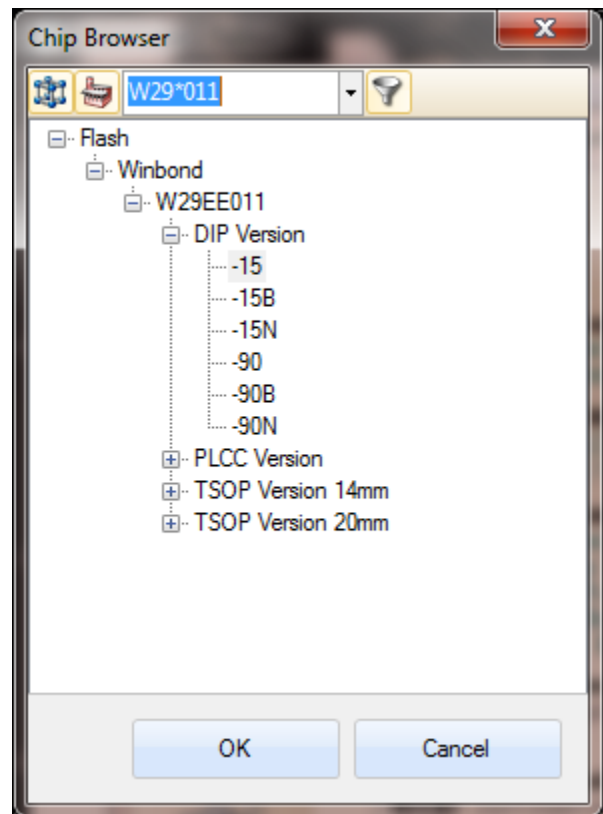 Chip Browser
W29*011
Flash
Winbond
W29EE011
DIP Version
-15
-15B
-15N
-90
-90B
-90N
PLCC Version
TSOP Version 14mm
TSOP Version 20mm
OK Cancel